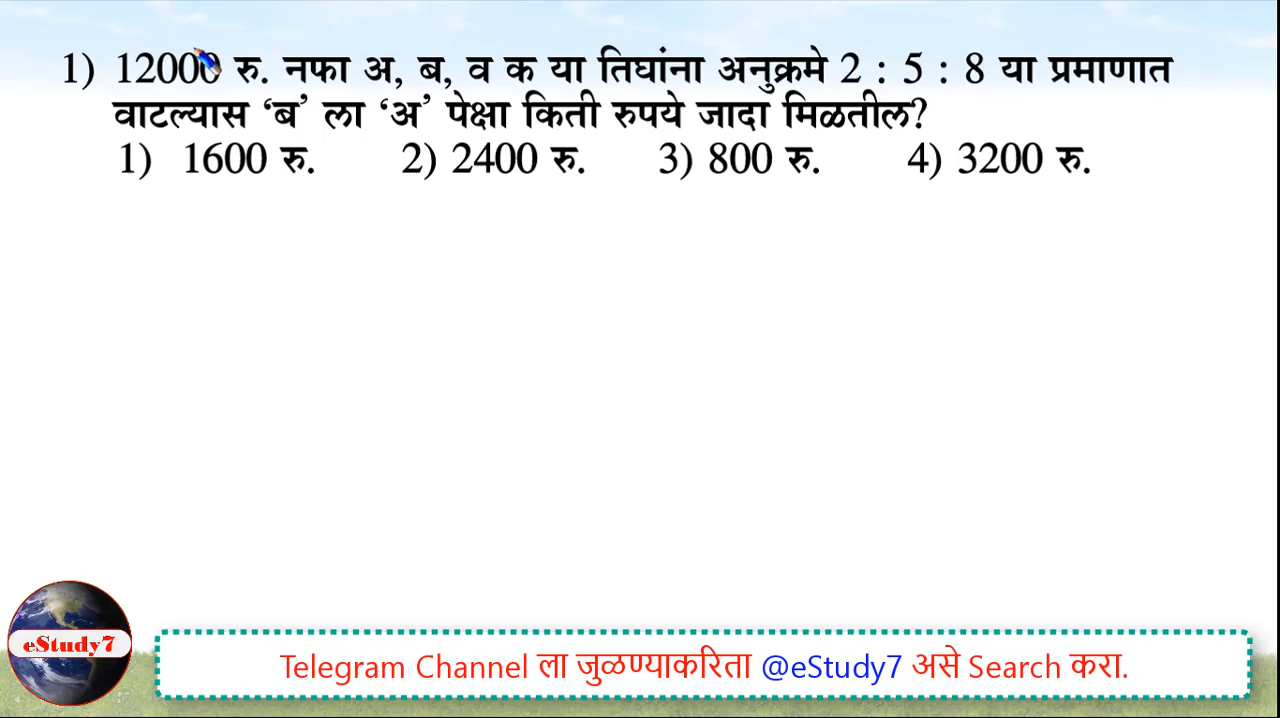 1) 12000 रु. नफा अ, ब, व क या तिघांना अनुक्रमे 2 : 5 : 8 या प्रमाणात
वाटल्यास ‘ब’ ला ‘अ’ पेक्षा किती रुपये जादा मिळतील?
1) 1600 रु. 2) 2400 रु. 3) 800 रु. 4) 3200 रु.
eStudy7
Telegram Channel ला जुळण्याकरिता @eStudy7 असे Search करा.